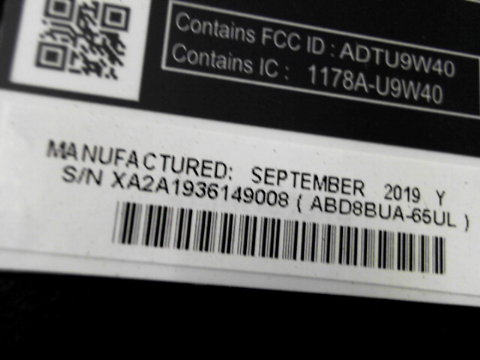 Contains FCC ID : ADTU9W40
Contains IC : 1178A-U9W40
MANUFACTURED: SEPTEMBER 2019 Y
S/N XA2A1936149008 ( ABD8BUA-65UL )